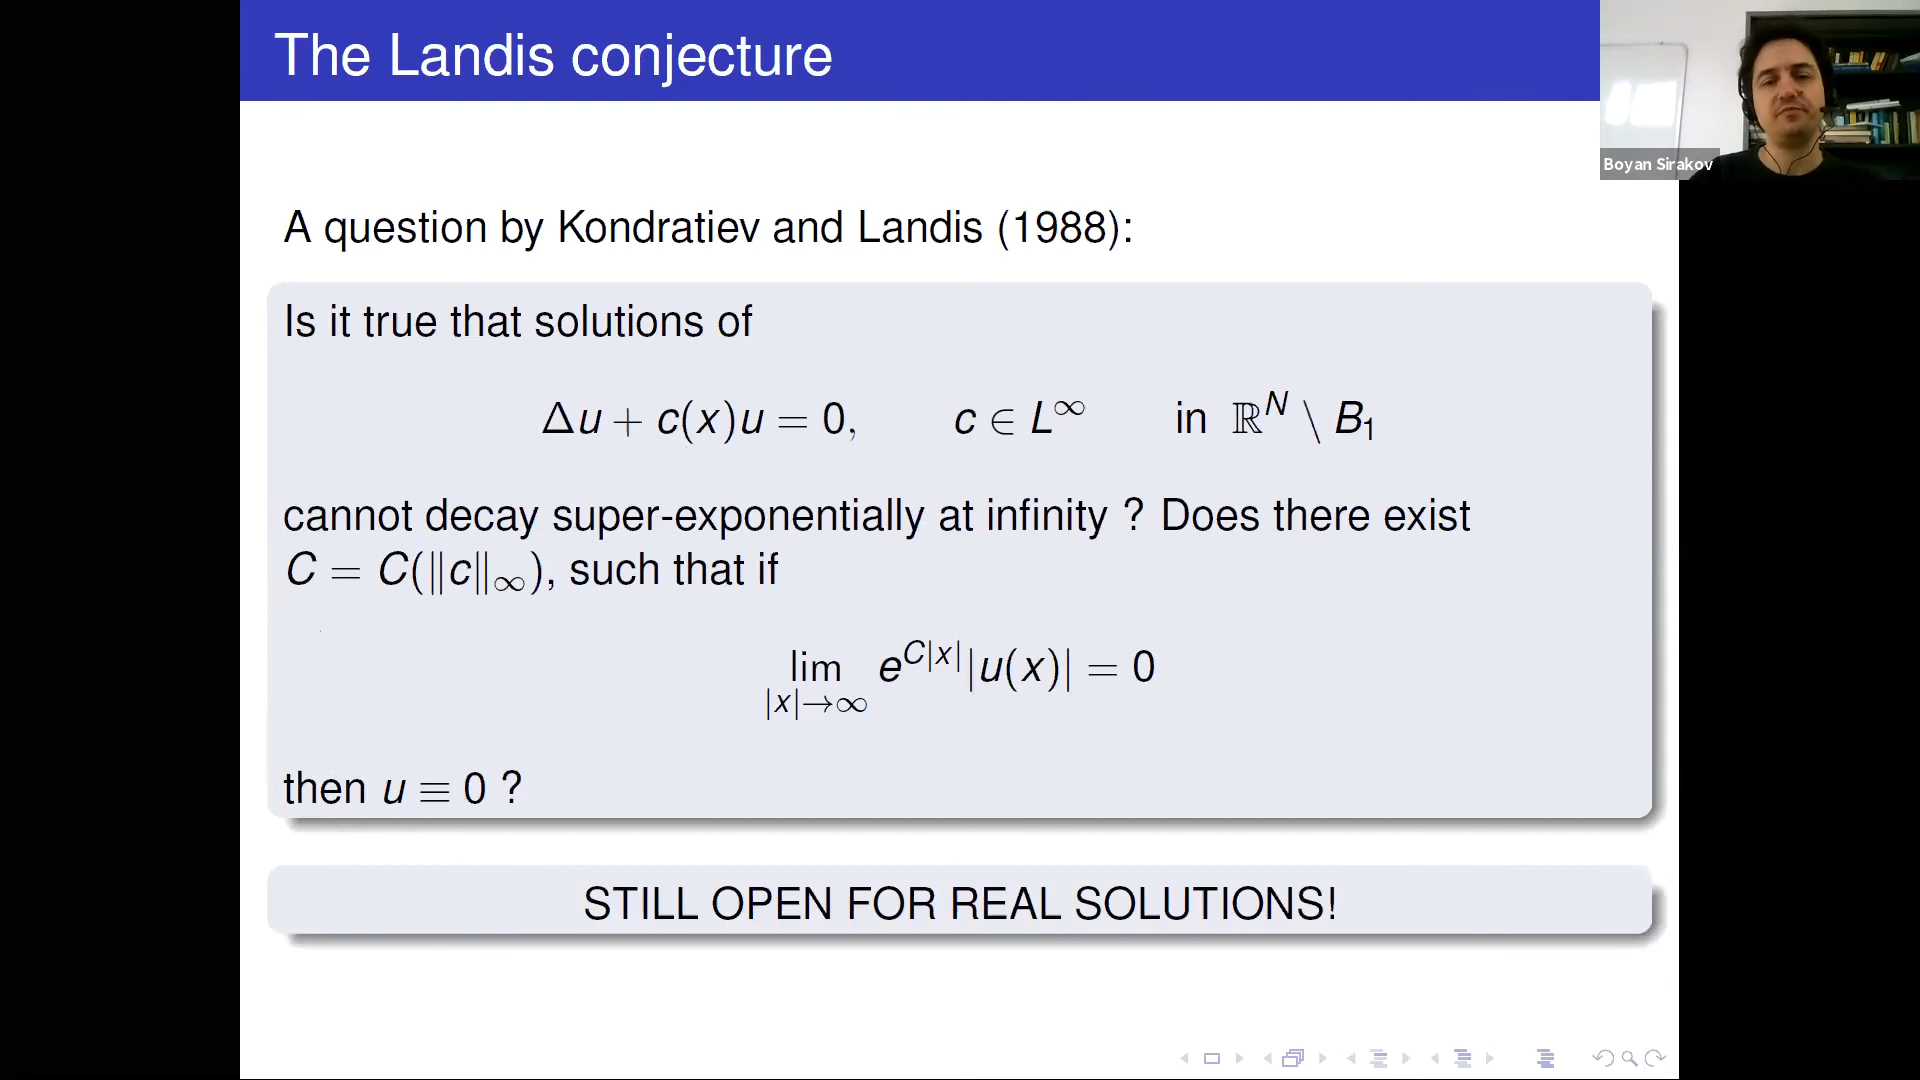 The Landis conjecture
Boyan Sirakov
A question by Kondratiev and Landis (1988):
Is it true that solutions of
Δu + c(x)u = 0, c ∈ L^∞ in ℝ^N \ B_1
cannot decay super-exponentially at infinity ? Does there exist
C = C(‖c‖_∞), such that if
lim_{|x|→∞} e^{C|x|}|u(x)| = 0
then u ≡ 0 ?
STILL OPEN FOR REAL SOLUTIONS!